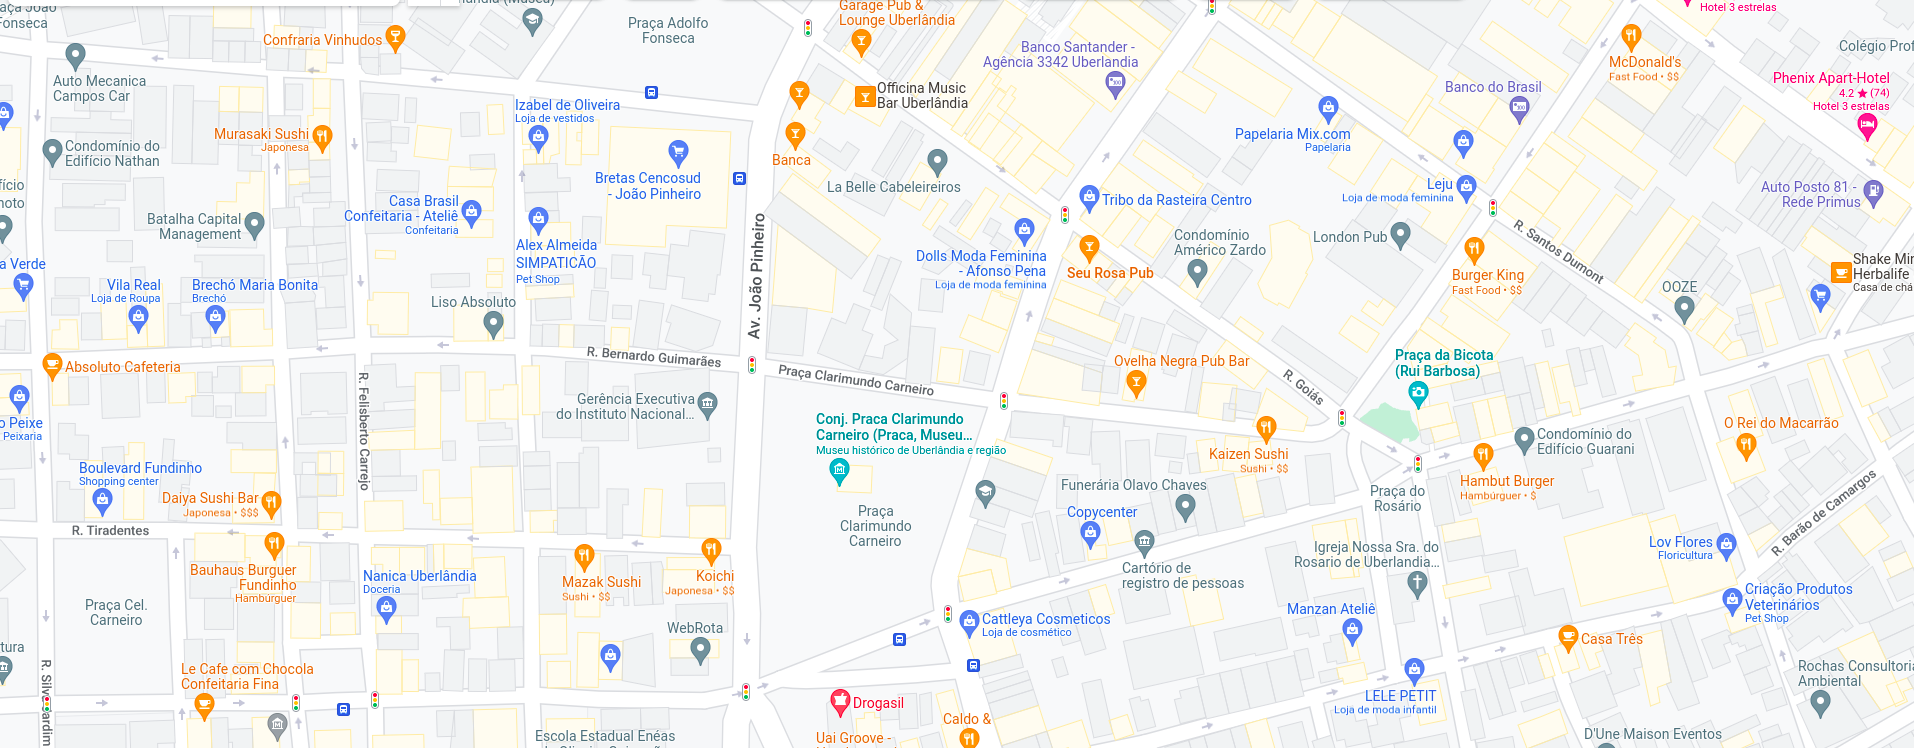 Praça João
Fonseca
Confraria Vinhudos
Auto Mecanica
Campos Car
Praça Adolfo
Fonseca
Garage Pub &
Lounge Uberlândia
Officina Music
Bar Uberlândia
Banco Santander -
Agência 3342 Uberlandia
Hotel 3 estrelas
McDonald's
Fast Food • $$
Colégio Prof
Phenix Apart-Hotel
4.2 ★ (74)
Hotel 3 estrelas
Banco do Brasil
Papelaria Mix.com
Papelaria
Izabel de Oliveira
Loja de vestidos
Murasaki Sushi
Japonesa
Condomínio do
Edifício Nathan
Banca
Bretas Cencosud
- João Pinheiro
La Belle Cabeleireiros
Tribo da Rasteira Centro
Leju
Loja de moda feminina
Auto Posto 81 -
Rede Primus
Casa Brasil
Confeitaria - Ateliê
Confeitaria
Batalha Capital
Management
Alex Almeida
SIMPATICÃO
Pet Shop
Av. João Pinheiro
Dolls Moda Feminina
- Afonso Pena
Loja de moda feminina
Seu Rosa Pub
Condomínio
Américo Zardo
London Pub
R. Santos Dumont
Burger King
Fast Food • $$
OOZE
Shake Mir
Herbalife
Casa de chá
a Verde
Vila Real
Loja de Roupa
Brechó Maria Bonita
Brechó
Liso Absoluto
R. Bernardo Guimarães
Praça Clarimundo Carneiro
Absoluto Cafeteria
R. Felisberto Carrejo
Gerência Executiva
do Instituto Nacional...
Ovelha Negra Pub Bar
R. Goiás
Praça da Bicota
(Rui Barbosa)
o Peixe
Peixaria
Conj. Praca Clarimundo
Carneiro (Praca, Museu...
Museu histórico de Uberlândia e região
Kaizen Sushi
Sushi • $$
Condomínio do
Edifício Guarani
O Rei do Macarrão
Boulevard Fundinho
Shopping center
Daiya Sushi Bar
Japonesa • $$$
Funerária Olavo Chaves
Copycenter
Praça do
Rosário
Hambut Burger
Hambúrguer • $
R. Barão de Camargos
R. Tiradentes
Praça
Clarimundo
Carneiro
Cartório de
registro de pessoas
Igreja Nossa Sra. do
Rosario de Uberlandia...
Lov Flores
Floricultura
Bauhaus Burguer
Fundinho
Hambúrguer
Nanica Uberlândia
Doceria
Mazak Sushi
Sushi • $$
Koichi
Japonesa • $$
Praça Cel.
Carneiro
WebRota
Cattleya Cosmeticos
Loja de cosmético
Manzan Ateliê
Criação Produtos
Veterinários
Pet Shop
Casa Três
Le Cafe com Chocola
Confeitaria Fina
Drogasil
LELE PETIT
Loja de moda infantil
Rochas Consultoria
Ambiental
Escola Estadual Enéas
Uai Groove -
Caldo &
D'Une Maison Eventos